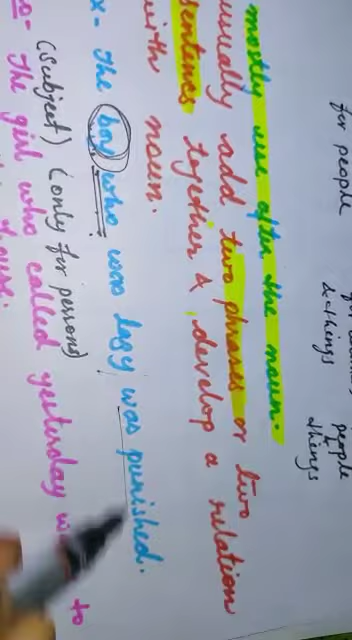 for people
& things
people
things
mostly use after the noun.
usually add two phrases or two
sentences together & develop a relation
with noun.
x- The boy who was lazy was punished.
(Subject) (only for persons)
The girl who called yesterday
to